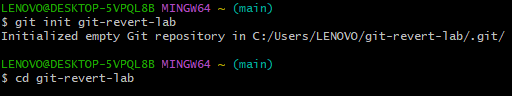 LENOVO@DESKTOP-5VPQL8B MINGW64 ~ (main)
$ git init git-revert-lab
Initialized empty Git repository in C:/Users/LENOVO/git-revert-lab/.git/
LENOVO@DESKTOP-5VPQL8B MINGW64 ~ (main)
$ cd git-revert-lab